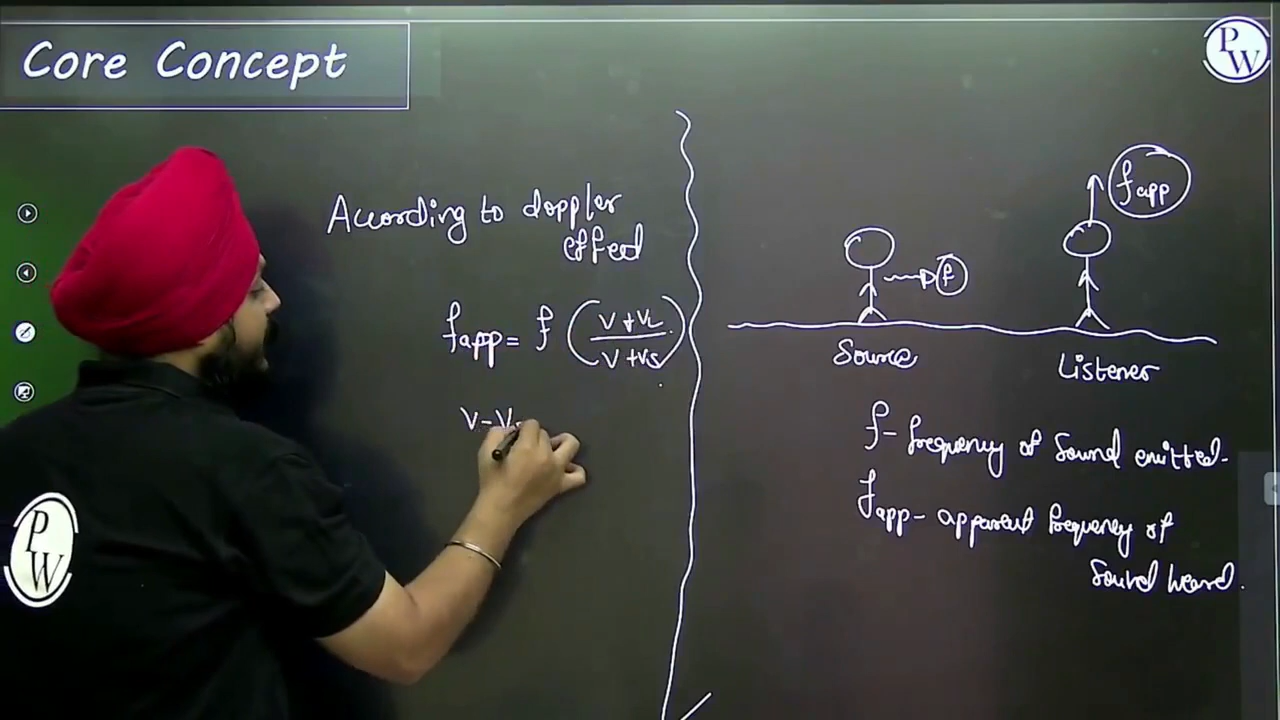 Core Concept
PW
According to doppler
effect
fapp = f (V+VL / V+VS)
V-V
fapp
f
Source
Listener
f - frequency of sound emitted.
fapp - apparent frequency of
sound heard.
PW